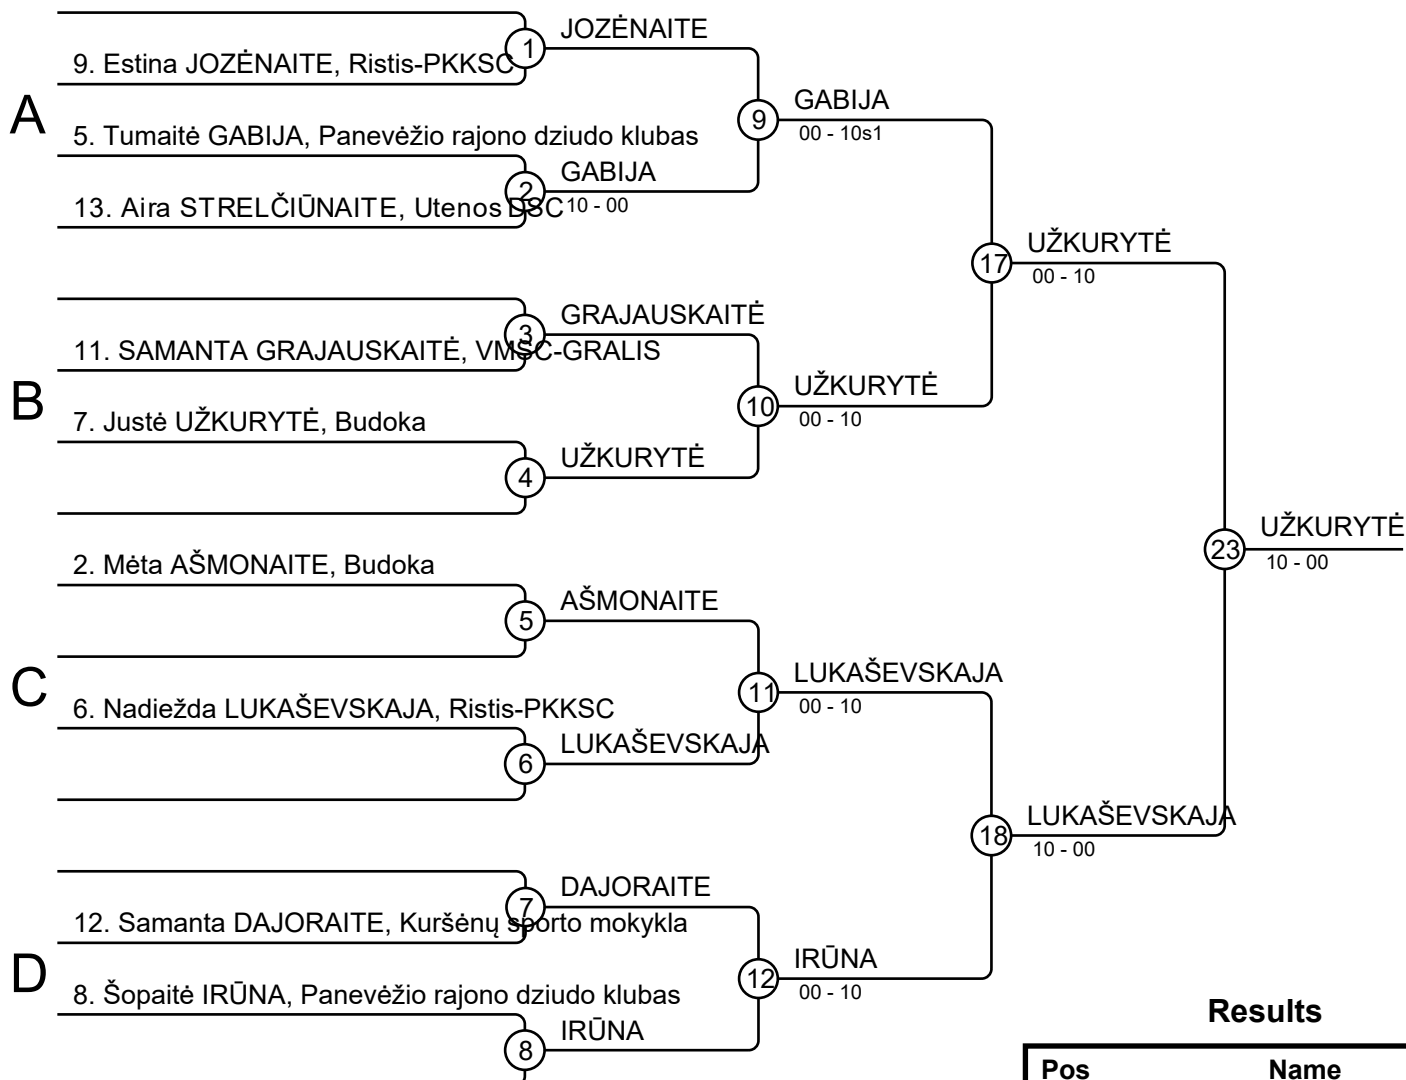 JOZĖNAITE
1
9. Estina JOZĖNAITE, Ristis-PKKSC
A
GABIJA
9
00 - 10s1
5. Tumaitė GABIJA, Panevėžio rajono dziudo klubas
GABIJA
2
13. Aira STRELČIŪNAITE, Utenos DSC
10 - 00
UŽKURYTĖ
17
00 - 10
GRAJAUSKAITĖ
3
11. SAMANTA GRAJAUSKAITĖ, VMSC-GRALIS
B
UŽKURYTĖ
10
00 - 10
7. Justė UŽKURYTĖ, Budoka
UŽKURYTĖ
4
UŽKURYTĖ
23
10 - 00
2. Mėta AŠMONAITE, Budoka
AŠMONAITE
5
C
LUKAŠEVSKAJA
11
00 - 10
6. Nadiežda LUKAŠEVSKAJA, Ristis-PKKSC
LUKAŠEVSKAJA
6
LUKAŠEVSKAJA
18
10 - 00
DAJORAITE
7
12. Samanta DAJORAITE, Kuršėnų sporto mokykla
D
IRŪNA
12
00 - 10
8. Šopaitė IRŪNA, Panevėžio rajono dziudo klubas
IRŪNA
8
Results
Pos Name